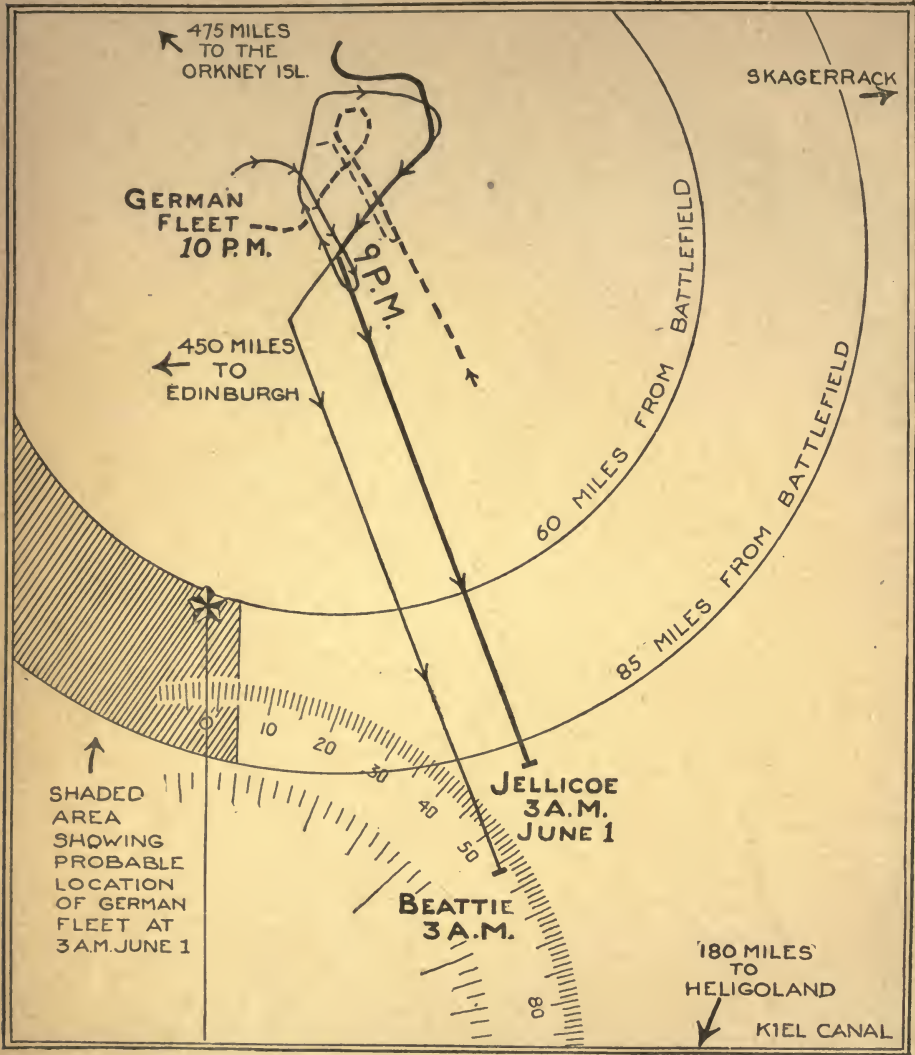 475 MILES
TO THE
ORKNEY ISL.
SKAGERRACK
GERMAN
FLEET
10 P.M.
9 P.M.
450 MILES
TO
EDINBURGH
60 MILES FROM BATTLEFIELD
85 MILES FROM BATTLEFIELD
0
10
20
30
40
50
80
JELLICOE
3 A.M.
JUNE 1
BEATTIE
3 A.M.
SHADED
AREA
SHOWING
PROBABLE
LOCATION
OF GERMAN
FLEET AT
3 A.M. JUNE 1
180 MILES
TO
HELIGOLAND
KIEL CANAL